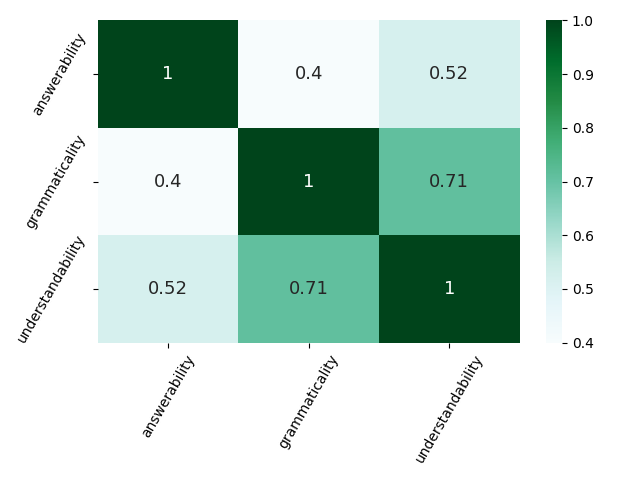 answerability 1 0.4 0.52
grammaticality 0.4 1 0.71
understandability 0.52 0.71 1
answerability grammaticality understandability
1.0
0.9
0.8
0.7
0.6
0.5
0.4